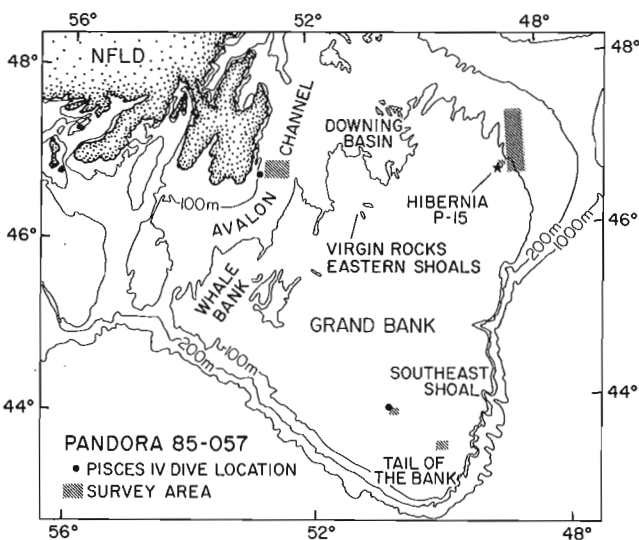 56°
52°
48°
48°
48°
NFLD
CHANNEL
DOWNING
BASIN
HIBERNIA
P-15
100m
AVALON
46°
46°
VIRGIN ROCKS
EASTERN SHOALS
200m
1000m
WHALE
BANK
GRAND BANK
100m
200m
SOUTHEAST
SHOAL
44°
44°
PANDORA 85-057
PISCES IV DIVE LOCATION
SURVEY AREA
TAIL OF
THE BANK
56°
52°
48°